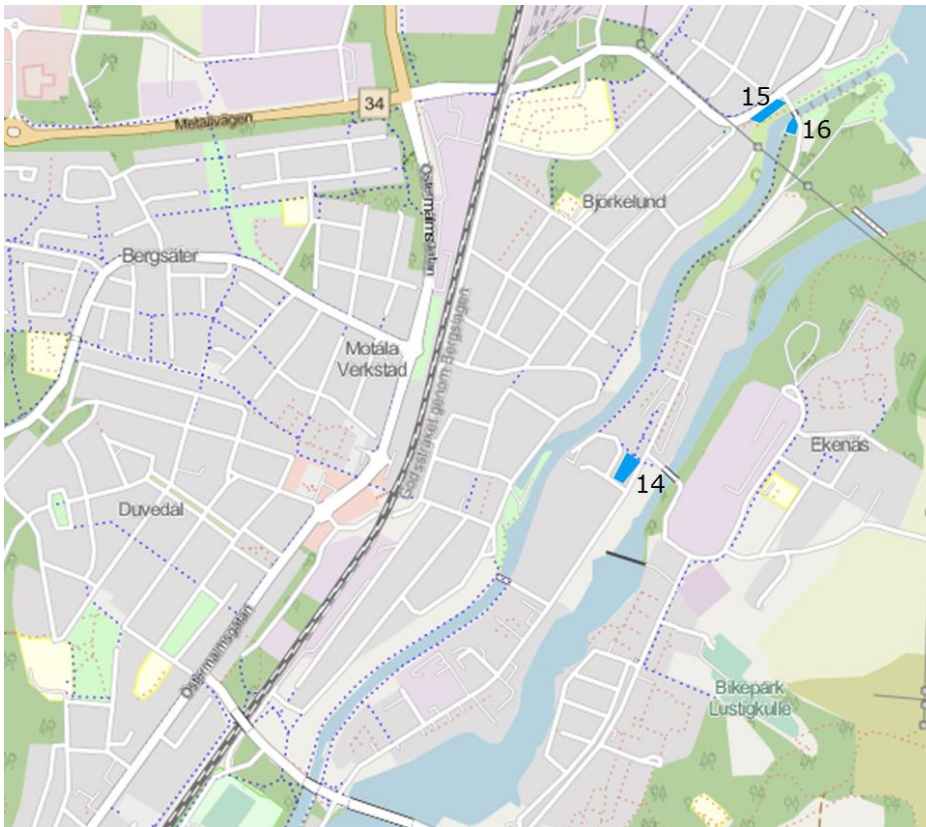 15
34
Metallvägen
16
Östermalmsgatan
Björkelund
Bergsäter
Godsstråket genom Bergslagen
Motala
Verkstad
Ekenäs
14
Duvedal
Östermalmsgatan
Bikepark
Lustigkulle